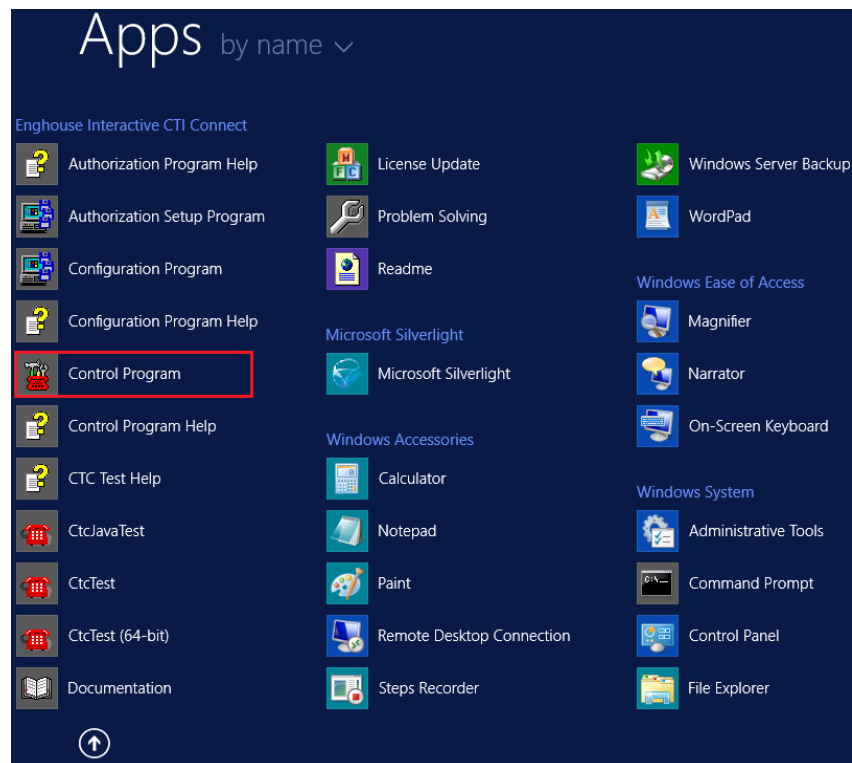 Apps by name
Enghouse Interactive CTI Connect
Authorization Program Help
Authorization Setup Program
Configuration Program
Configuration Program Help
Control Program
Control Program Help
CTC Test Help
CtcJavaTest
CtcTest
CtcTest (64-bit)
Documentation
License Update
Problem Solving
Readme
Microsoft Silverlight
Microsoft Silverlight
Windows Accessories
Calculator
Notepad
Paint
Remote Desktop Connection
Steps Recorder
Windows Server Backup
WordPad
Windows Ease of Access
Magnifier
Narrator
On-Screen Keyboard
Windows System
Administrative Tools
Command Prompt
Control Panel
File Explorer